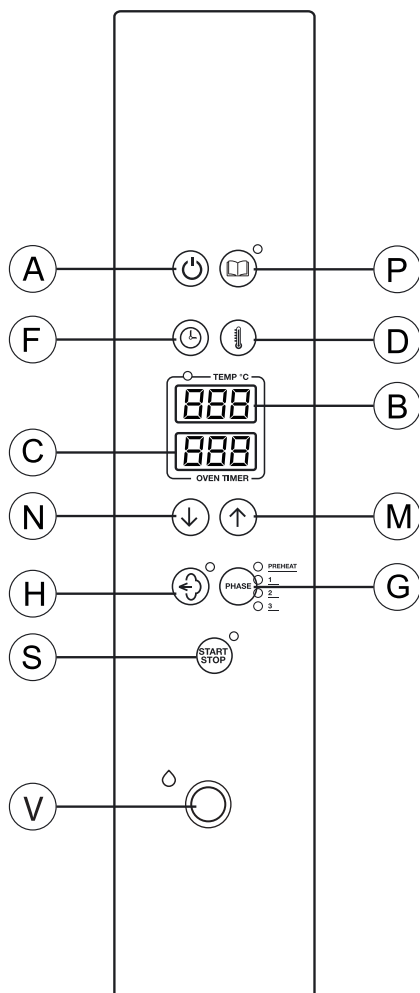 A
P
F
D
TEMP °C
888
B
C
888
OVEN TIMER
N
M
H
PHASE
PREHEAT
1
2
3
G
S
START
STOP
V